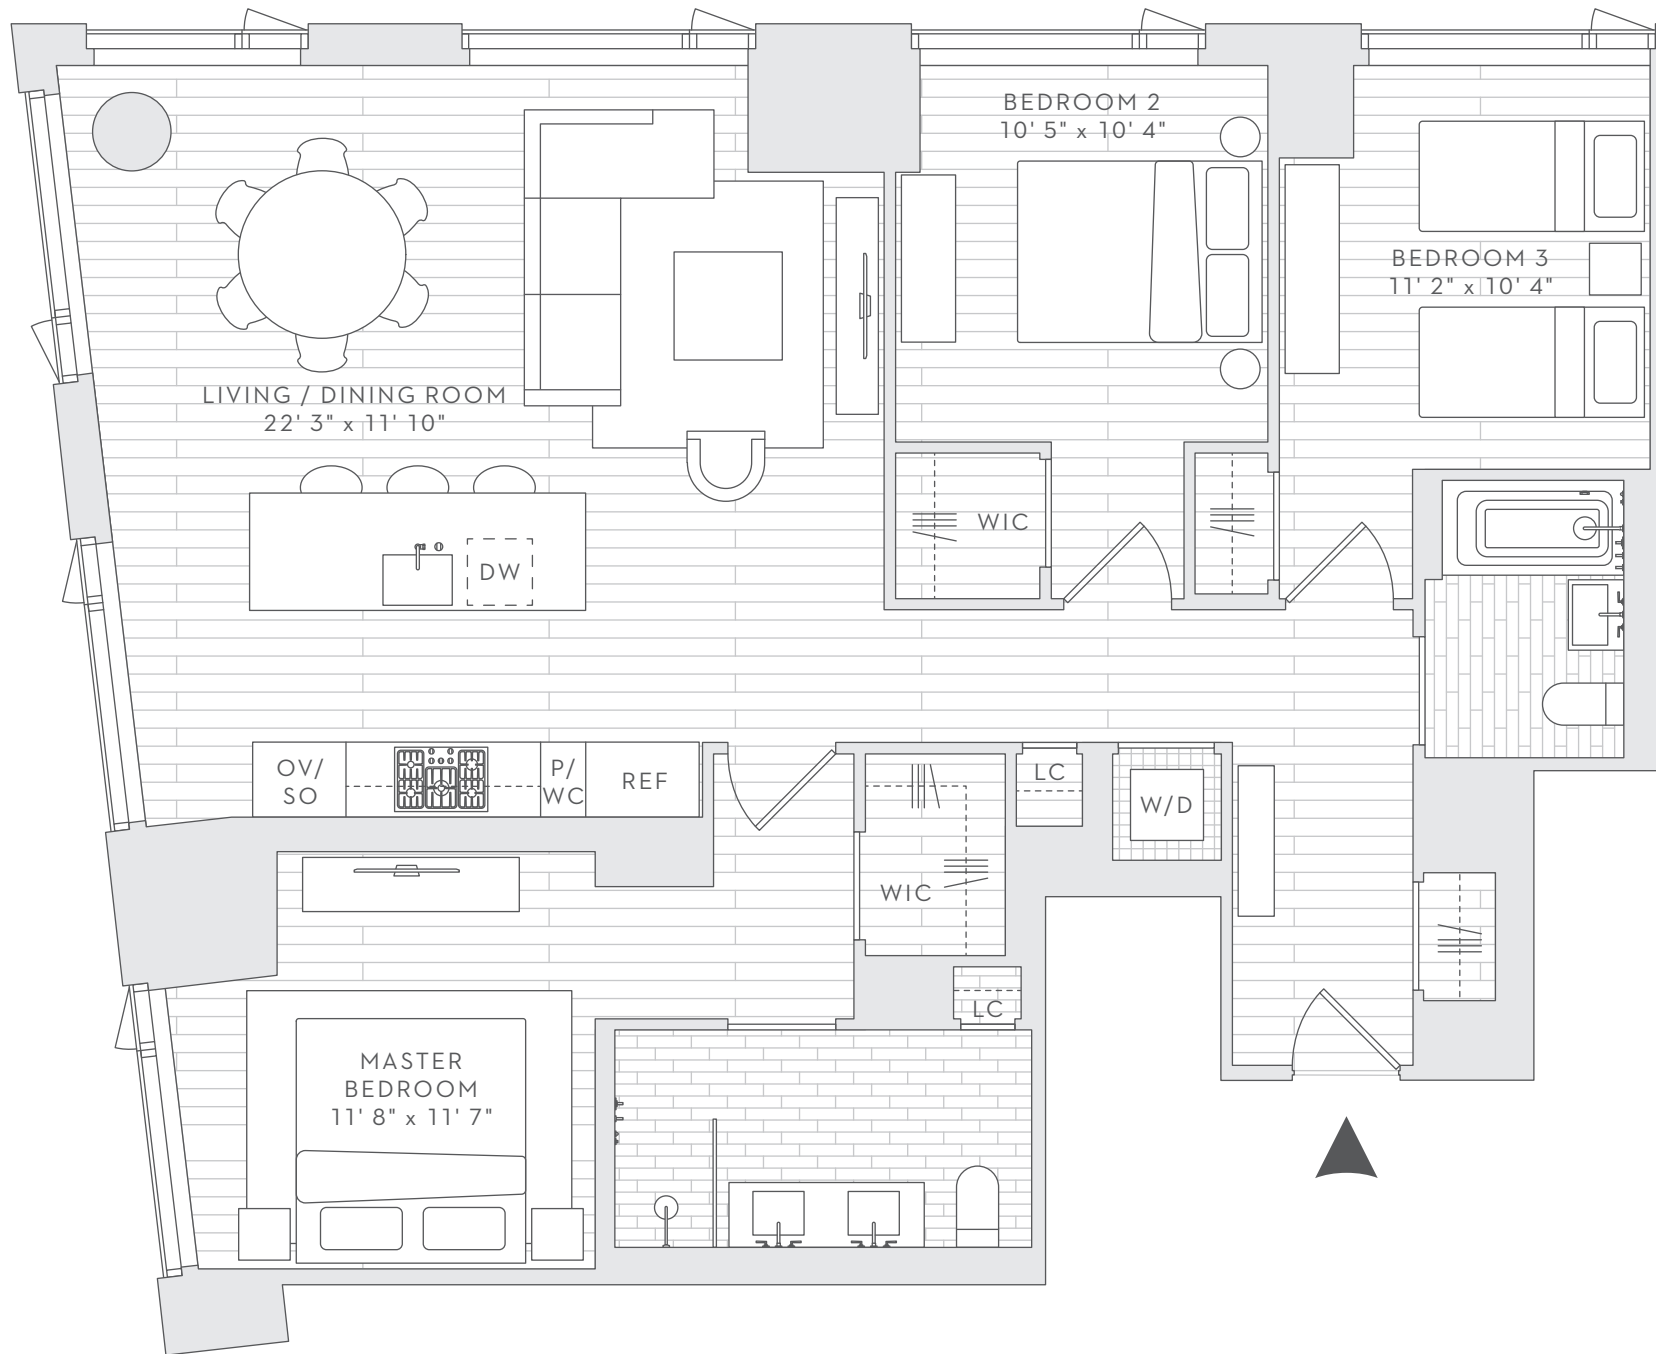 BEDROOM 2
10' 5" x 10' 4"
BEDROOM 3
11' 2" x 10' 4"
LIVING / DINING ROOM
22' 3" x 11' 10"
WIC
DW
OV/
SO
P/
WC
REF
LC
W/D
WIC
LC
MASTER
BEDROOM
11' 8" x 11' 7"